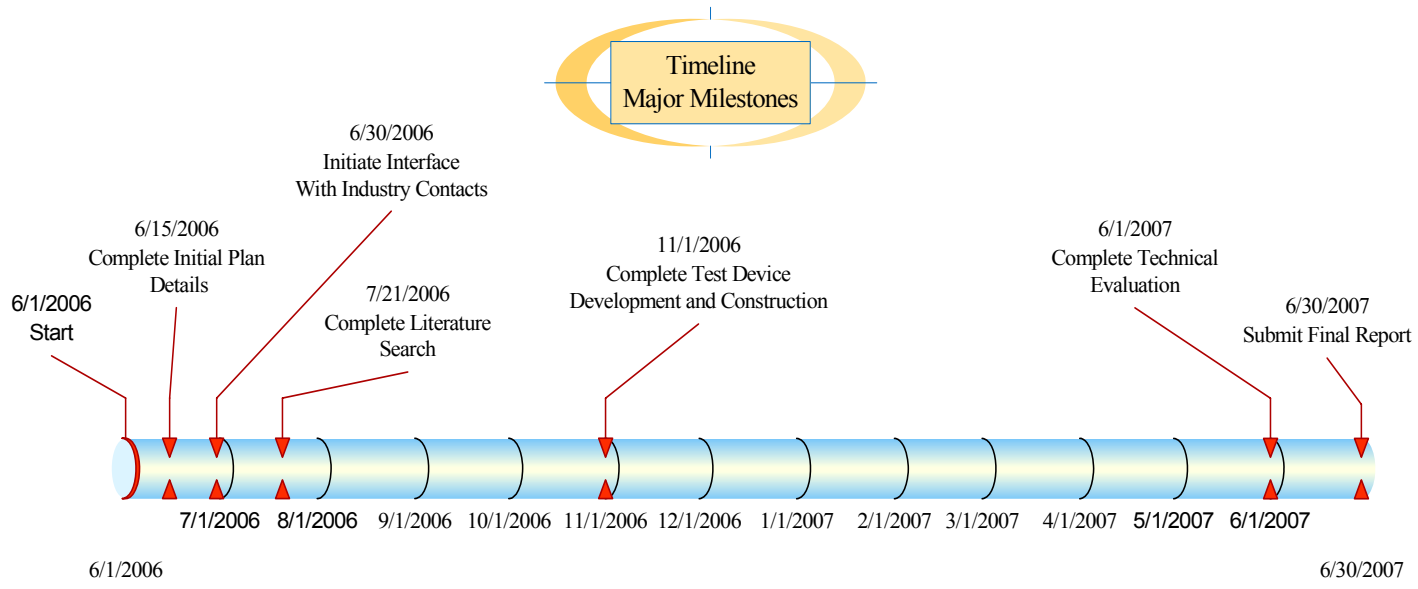 Timeline
Major Milestones
6/1/2006
Start
6/15/2006
Complete Initial Plan
Details
6/30/2006
Initiate Interface
With Industry Contacts
7/21/2006
Complete Literature
Search
11/1/2006
Complete Test Device
Development and Construction
6/1/2007
Complete Technical
Evaluation
6/30/2007
Submit Final Report
7/1/2006
8/1/2006
9/1/2006
10/1/2006
11/1/2006
12/1/2006
1/1/2007
2/1/2007
3/1/2007
4/1/2007
5/1/2007
6/1/2007
6/1/2006
6/30/2007